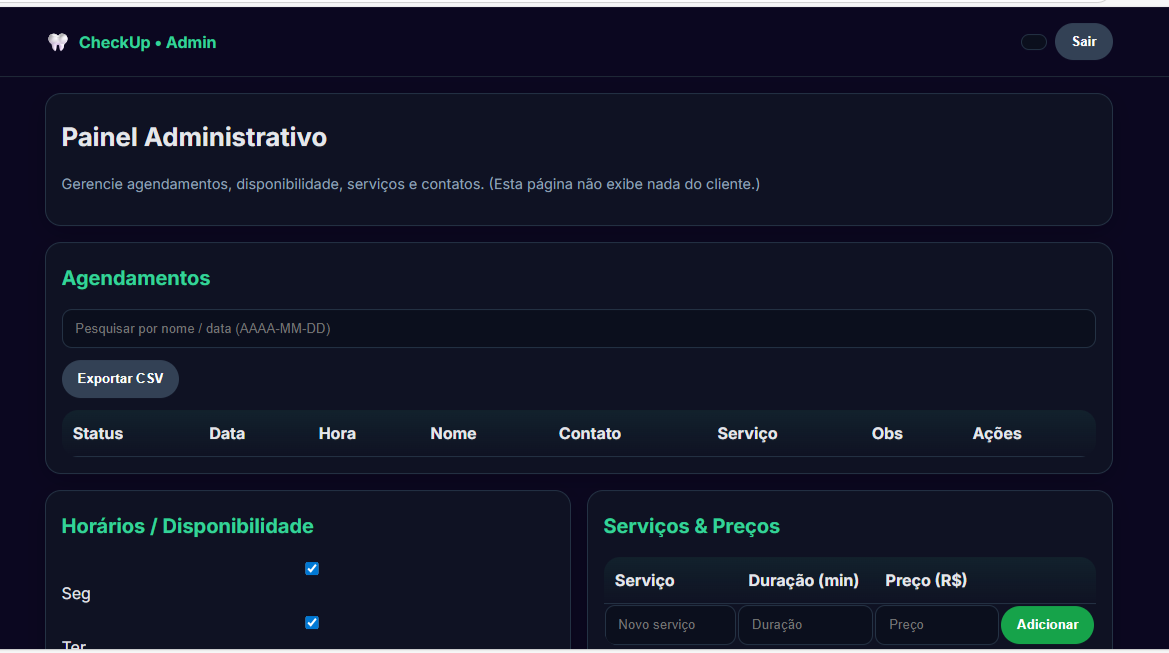 CheckUp • Admin
Sair
Painel Administrativo
Gerencie agendamentos, disponibilidade, serviços e contatos. (Esta página não exibe nada do cliente.)
Agendamentos
Pesquisar por nome / data (AAAA-MM-DD)
Exportar CSV
Status Data Hora Nome Contato Serviço Obs Ações
Horários / Disponibilidade
Seg
Ter
Serviços & Preços
Serviço Duração (min) Preço (R$)
Novo serviço Duração Preço Adicionar